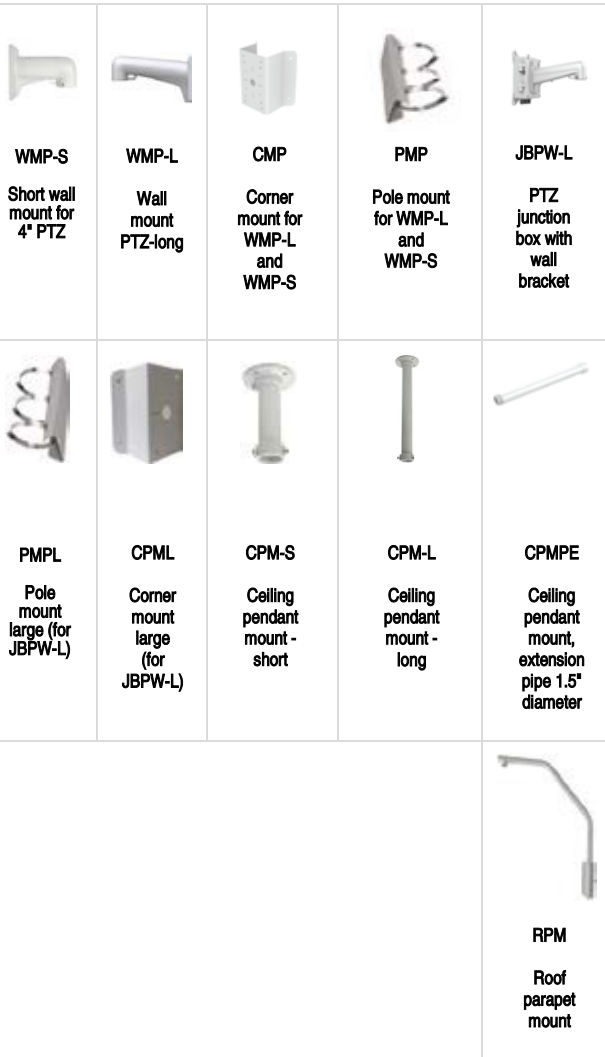 WMP-S
Short wall
mount for
4" PTZ
WMP-L
Wall
mount
PTZ-long
CMP
Corner
mount for
WMP-L
and
WMP-S
PMP
Pole mount
for WMP-L
and
WMP-S
JBPW-L
PTZ
junction
box with
wall
bracket
PMPL
Pole
mount
large (for
JBPW-L)
CPML
Corner
mount
large
(for
JBPW-L)
CPM-S
Ceiling
pendant
mount -
short
CPM-L
Ceiling
pendant
mount -
long
CPMPE
Ceiling
pendant
mount,
extension
pipe 1.5"
diameter
RPM
Roof
parapet
mount